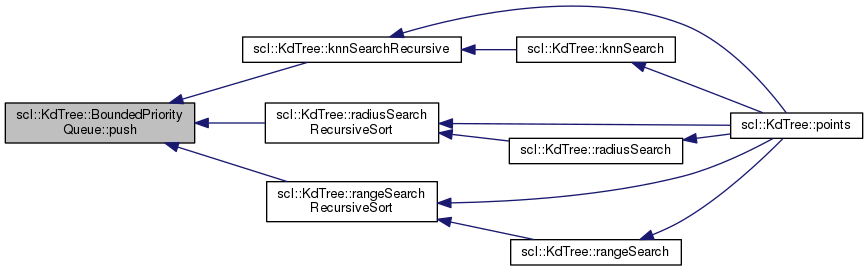 scl::KdTree::BoundedPriority
Queue::push
scl::KdTree::knnSearchRecursive
scl::KdTree::knnSearch
scl::KdTree::radiusSearch
RecursiveSort
scl::KdTree::radiusSearch
scl::KdTree::rangeSearch
RecursiveSort
scl::KdTree::rangeSearch
scl::KdTree::points